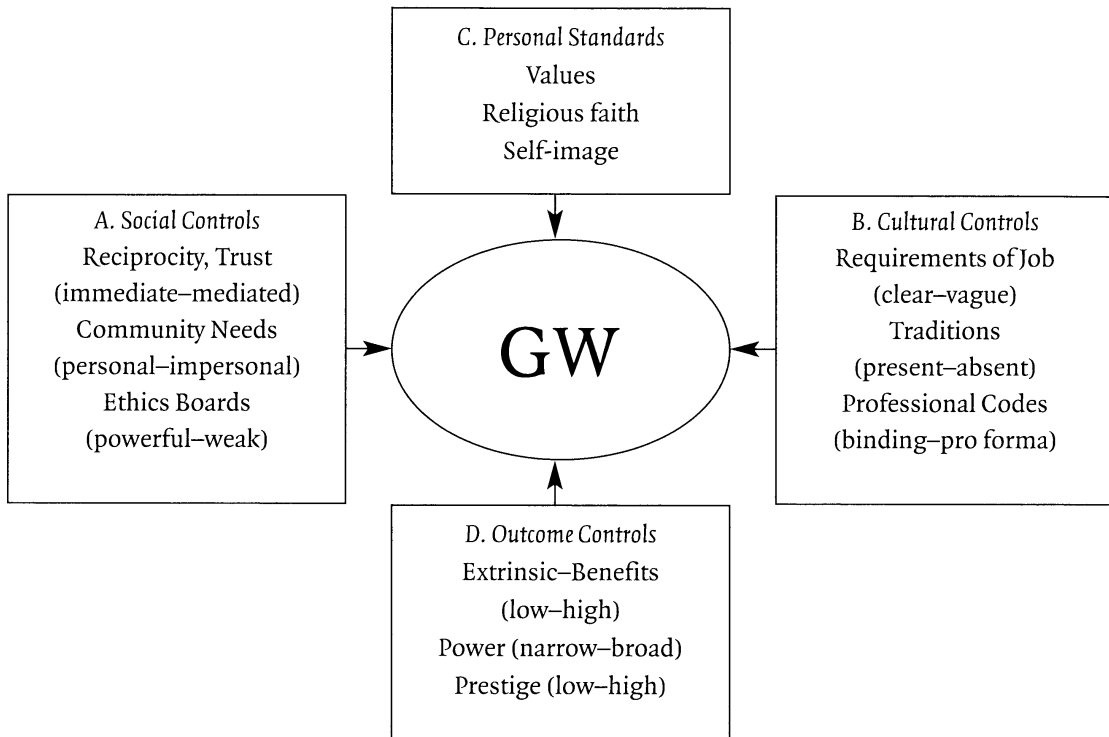 C. Personal Standards
Values
Religious faith
Self-image
A. Social Controls
Reciprocity, Trust
(immediate–mediated)
Community Needs
(personal–impersonal)
Ethics Boards
(powerful–weak)
GW
B. Cultural Controls
Requirements of Job
(clear–vague)
Traditions
(present–absent)
Professional Codes
(binding–pro forma)
D. Outcome Controls
Extrinsic–Benefits
(low–high)
Power (narrow–broad)
Prestige (low–high)